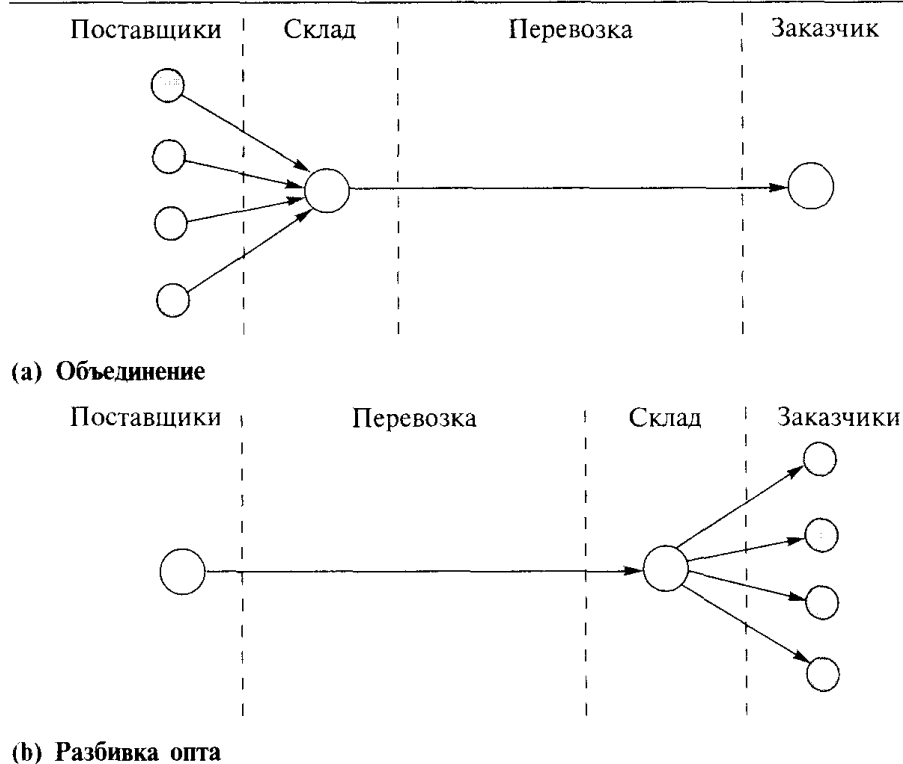 Поставщики Склад Перевозка Заказчик
(a) Объединение
Поставщики Перевозка Склад Заказчики
(b) Разбивка опта